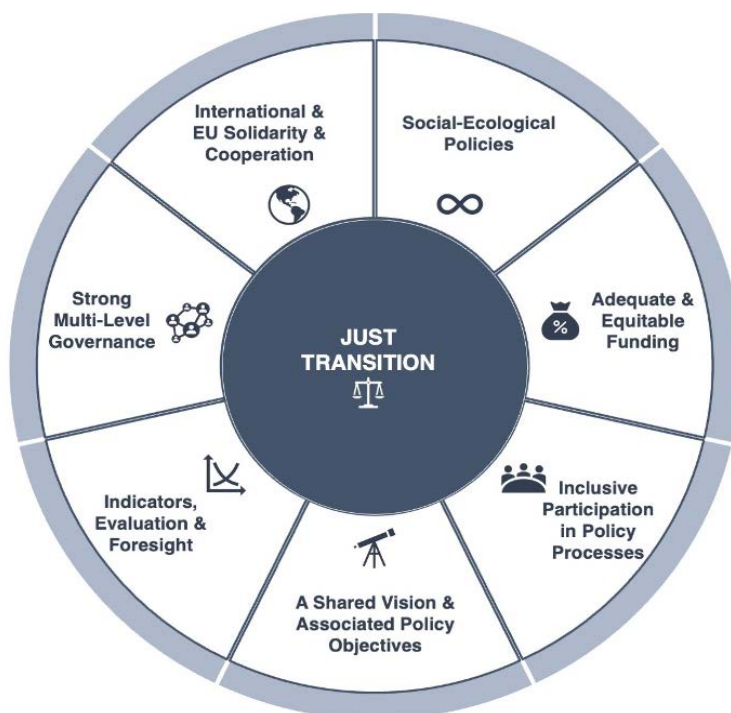 International &
EU Solidarity &
Cooperation
Social-Ecological
Policies
Strong
Multi-Level
Governance
Adequate &
Equitable
Funding
%
JUST
TRANSITION
Indicators,
Evaluation &
Foresight
Inclusive
Participation
in Policy
Processes
A Shared Vision &
Associated Policy
Objectives